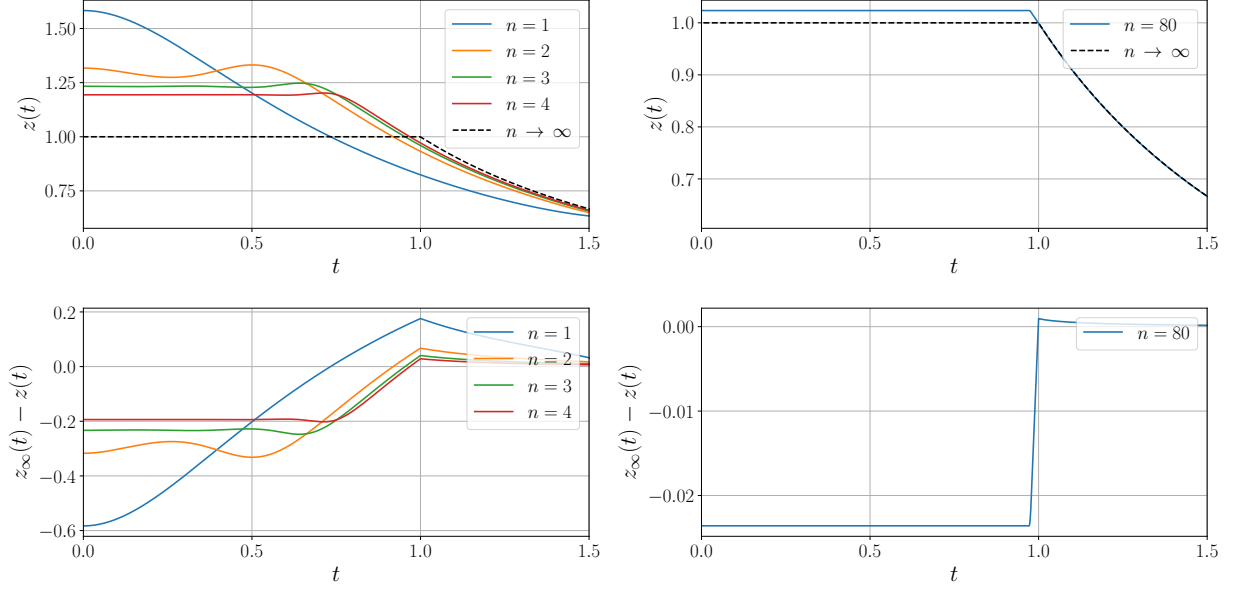 z(t)
1.50
1.25
1.00
0.75
n = 1
n = 2
n = 3
n = 4
n → ∞
0.0 0.5 1.0 1.5
t
z(t)
1.0
0.9
0.8
0.7
n = 80
n → ∞
0.0 0.5 1.0 1.5
t
z∞(t) − z(t)
0.2
0.0
−0.2
−0.4
−0.6
n = 1
n = 2
n = 3
n = 4
0.0 0.5 1.0 1.5
t
z∞(t) − z(t)
0.00
−0.01
−0.02
n = 80
0.0 0.5 1.0 1.5
t